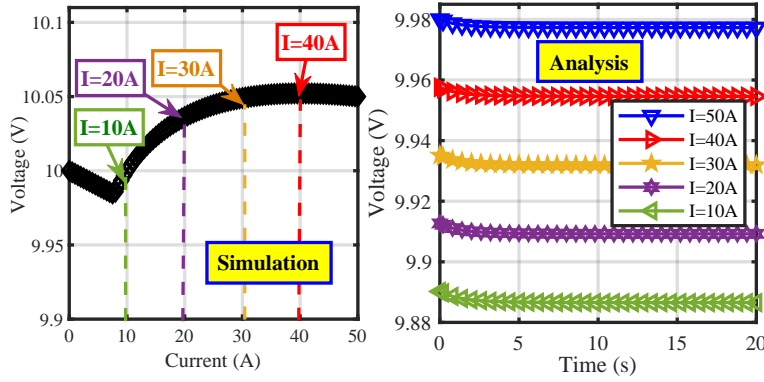 10.1
10.05
10
9.95
9.9
Voltage (V)
I=10A
I=20A
I=30A
I=40A
Simulation
0
10
20
30
40
50
Current (A)
9.98
9.96
9.93
9.91
9.9
9.88
Voltage (V)
Analysis
I=50A
I=40A
I=30A
I=20A
I=10A
0
5
10
15
20
Time (s)